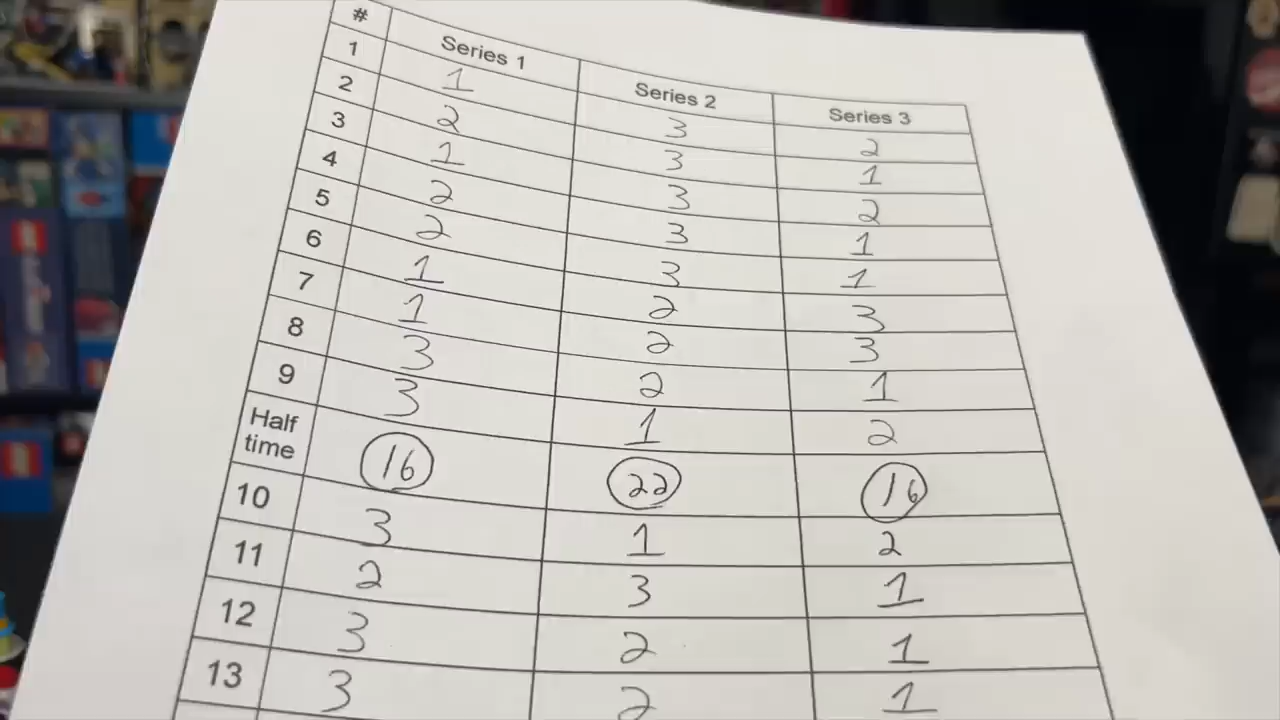 # Series 1 Series 2 Series 3
1 1 3 2
2 2 3 1
3 1 3 2
4 2 3 1
5 2 3 1
6 1 2 3
7 1 2 3
8 3 2 1
9 3 1 2
Half
time 16 22 16
10 3 1 2
11 2 3 1
12 3 2 1
13 3 2 1